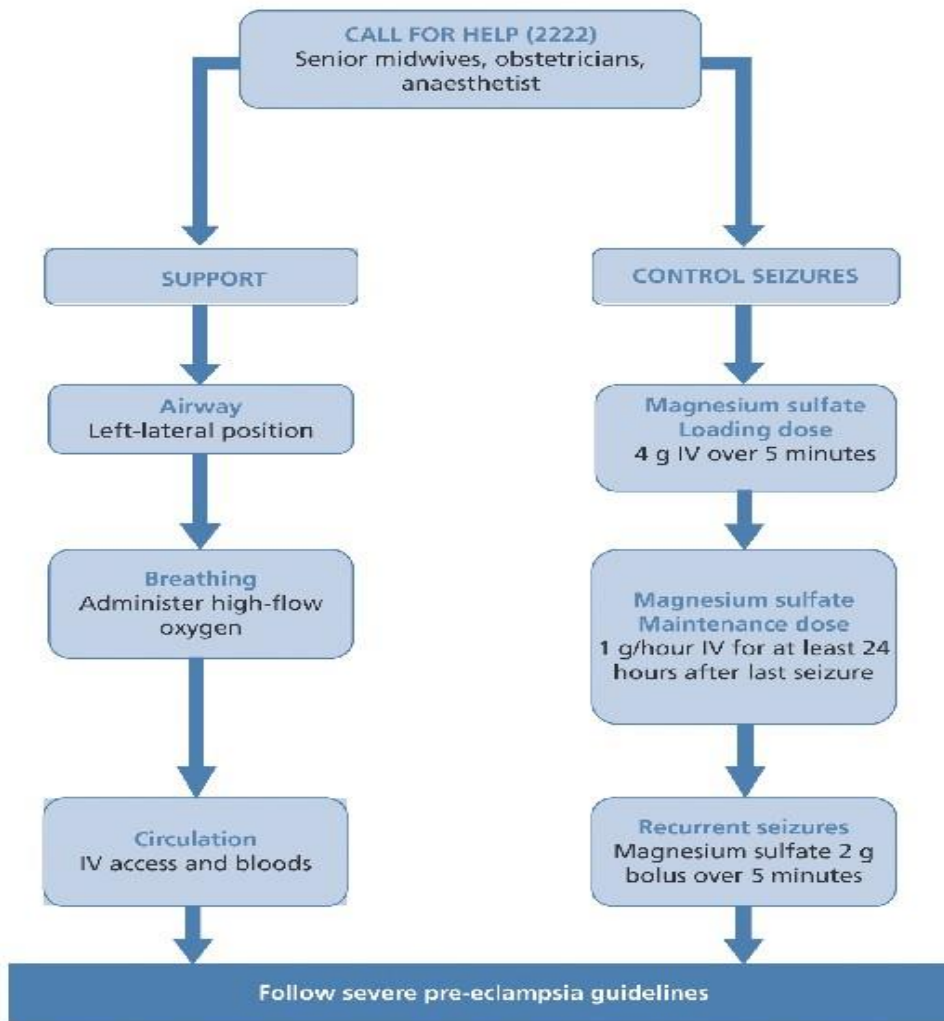 CALL FOR HELP (2222)
Senior midwives, obstetricians,
anaesthetist
SUPPORT
Airway
Left-lateral position
Breathing
Administer high-flow
oxygen
Circulation
IV access and bloods
CONTROL SEIZURES
Magnesium sulfate
Loading dose
4 g IV over 5 minutes
Magnesium sulfate
Maintenance dose
1 g/hour IV for at least 24
hours after last seizure
Recurrent seizures
Magnesium sulfate 2 g
bolus over 5 minutes
Follow severe pre-eclampsia guidelines